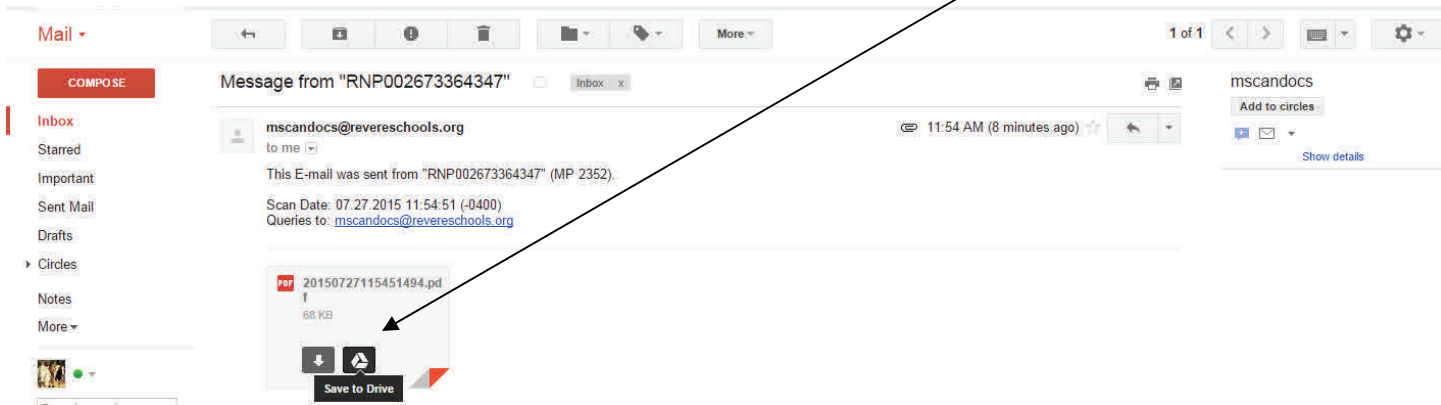 Mail
More
1 of 1
COMPOSE
Message from "RNP002673364347"
Inbox x
mscandocs
Add to circles
Show details
Inbox
Starred
Important
Sent Mail
Drafts
Circles
Notes
More
mscandocs@revereschools.org
11:54 AM (8 minutes ago)
to me
This E-mail was sent from "RNP002673364347" (MP 2352).
Scan Date: 07.27.2015 11:54:51 (-0400)
Queries to: mscandocs@revereschools.org
PDF 20150727115451494.pd
f
68 KB
Save to Drive